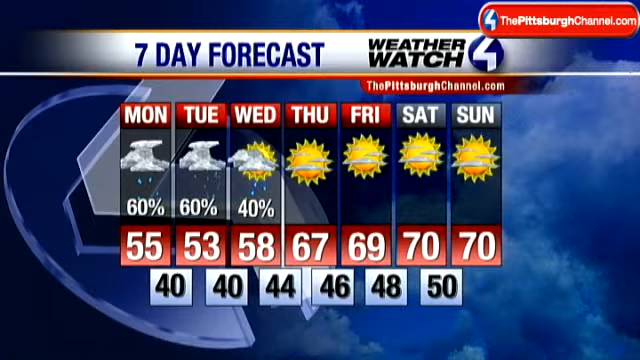 4 ThePittsburghChannel.com
7 DAY FORECAST
WEATHER WATCH 4
ThePittsburghChannel.com
MON TUE WED THU FRI SAT SUN
60% 60% 40%
55 53 58 67 69 70 70
40 40 44 46 48 50